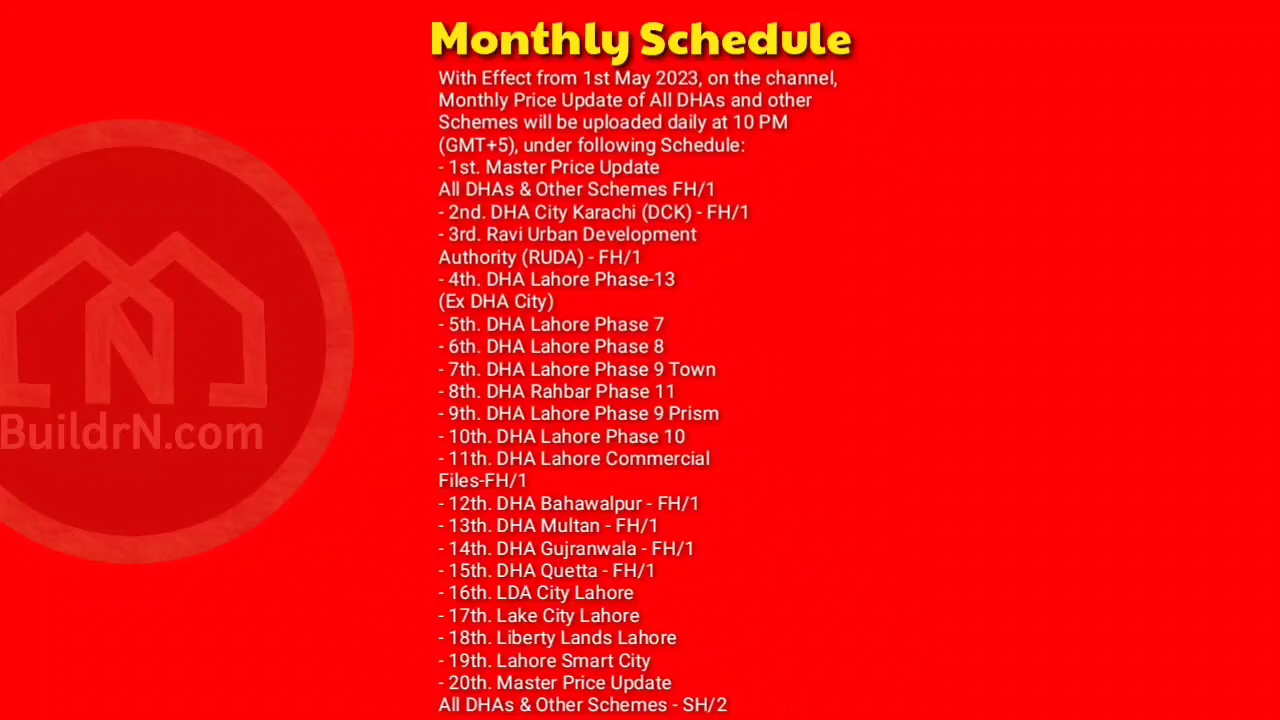 Monthly Schedule
With Effect from 1st May 2023, on the channel,
Monthly Price Update of All DHAs and other
Schemes will be uploaded daily at 10 PM
(GMT+5), under following Schedule:
- 1st. Master Price Update
All DHAs & Other Schemes FH/1
- 2nd. DHA City Karachi (DCK) - FH/1
- 3rd. Ravi Urban Development
Authority (RUDA) - FH/1
- 4th. DHA Lahore Phase-13
(Ex DHA City)
- 5th. DHA Lahore Phase 7
- 6th. DHA Lahore Phase 8
- 7th. DHA Lahore Phase 9 Town
- 8th. DHA Rahbar Phase 11
- 9th. DHA Lahore Phase 9 Prism
- 10th. DHA Lahore Phase 10
- 11th. DHA Lahore Commercial
Files-FH/1
- 12th. DHA Bahawalpur - FH/1
- 13th. DHA Multan - FH/1
- 14th. DHA Gujranwala - FH/1
- 15th. DHA Quetta - FH/1
- 16th. LDA City Lahore
- 17th. Lake City Lahore
- 18th. Liberty Lands Lahore
- 19th. Lahore Smart City
- 20th. Master Price Update
All DHAs & Other Schemes - SH/2
BuildrN.com